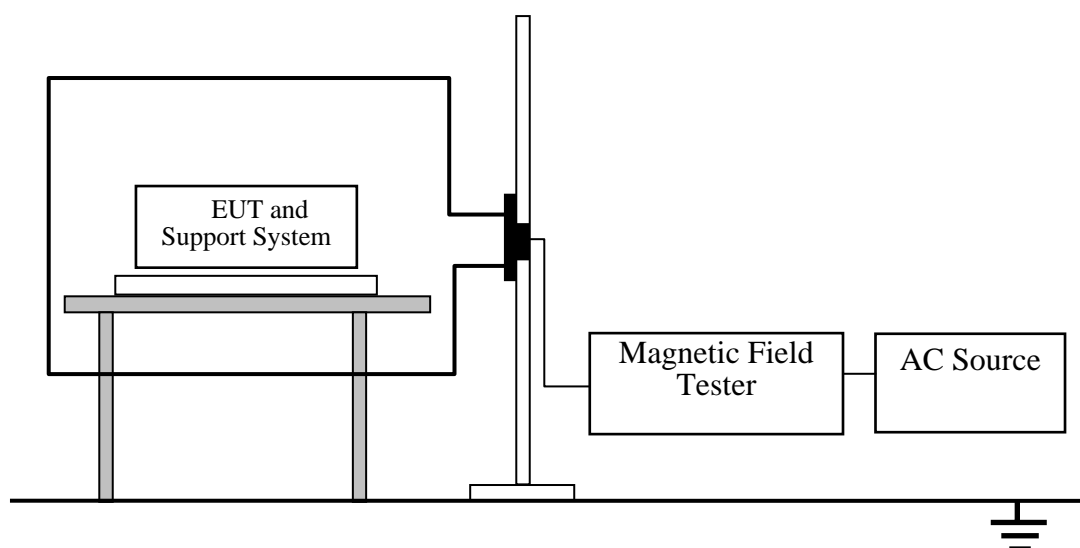 EUT and
Support System
Magnetic Field
Tester
AC Source